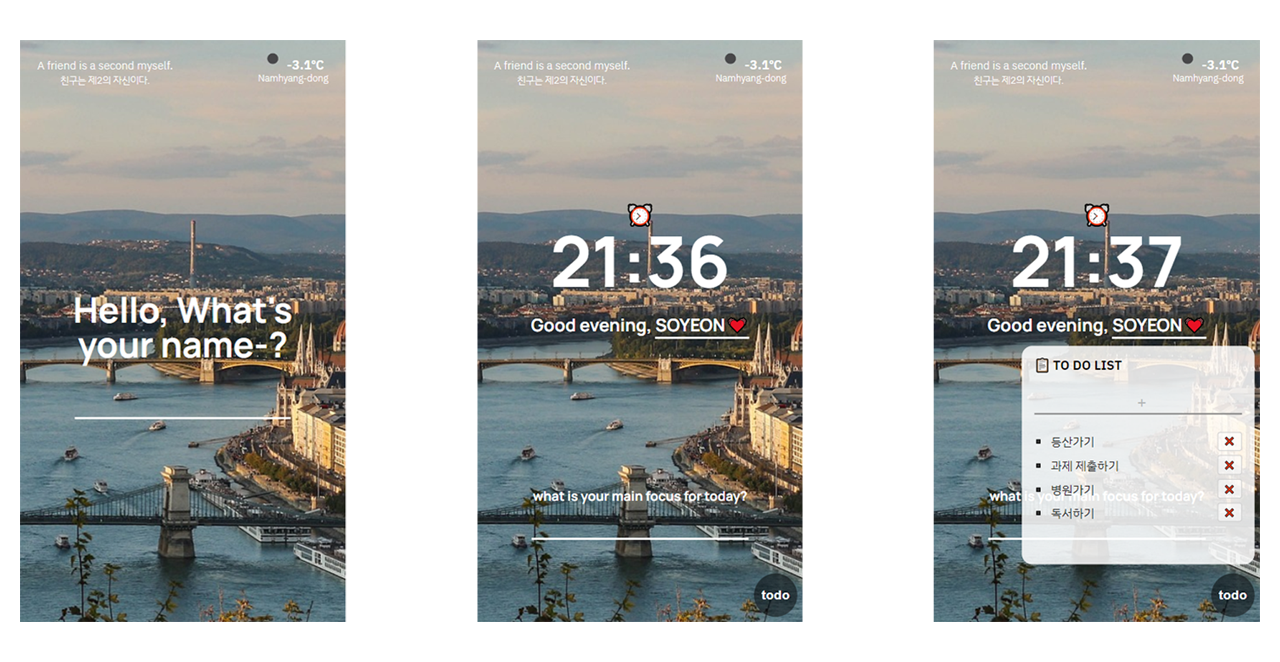 A friend is a second myself.
친구는 제2의 자신이다.
-3.1℃
Namhyang-dong
Hello, What's
your name-?
A friend is a second myself.
친구는 제2의 자신이다.
-3.1℃
Namhyang-dong
21:36
Good evening, SOYEON
what is your main focus for today?
todo
A friend is a second myself.
친구는 제2의 자신이다.
-3.1℃
Namhyang-dong
21:37
Good evening, SOYEON
TO DO LIST
+
등산가기
과제 제출하기
병원가기
what is your main focus for today?
독서하기
todo